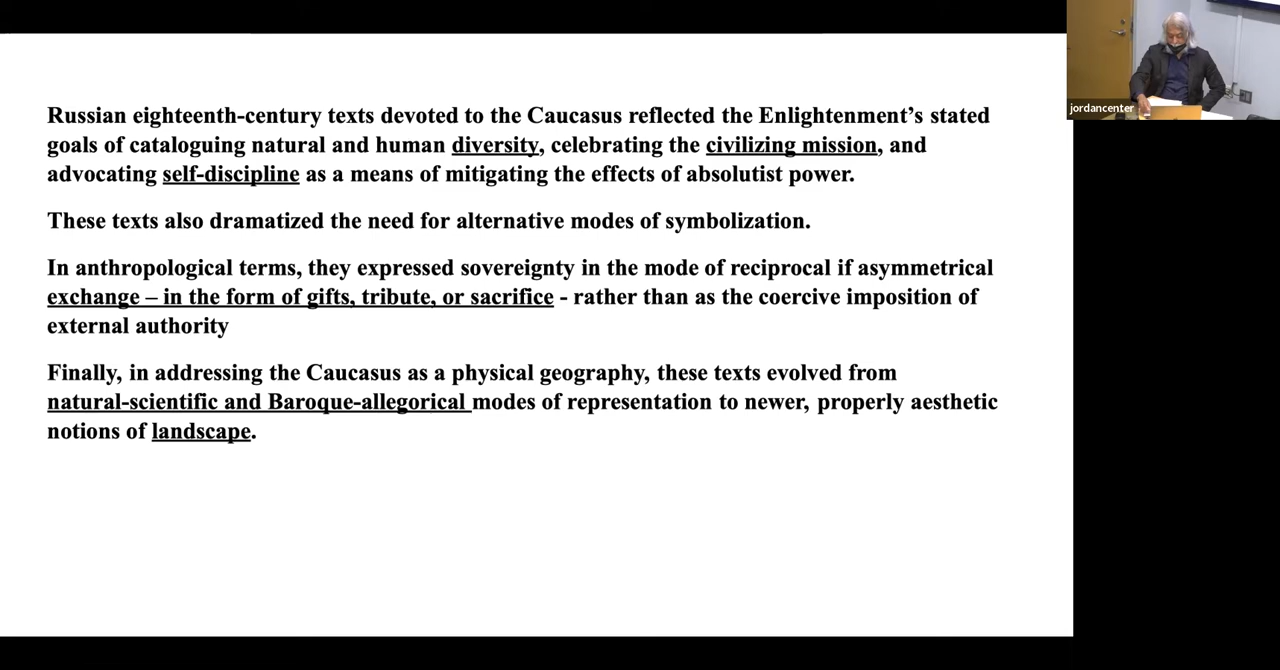 Russian eighteenth-century texts devoted to the Caucasus reflected the Enlightenment’s stated
goals of cataloguing natural and human diversity, celebrating the civilizing mission, and
advocating self-discipline as a means of mitigating the effects of absolutist power.
These texts also dramatized the need for alternative modes of symbolization.
In anthropological terms, they expressed sovereignty in the mode of reciprocal if asymmetrical
exchange – in the form of gifts, tribute, or sacrifice - rather than as the coercive imposition of
external authority
Finally, in addressing the Caucasus as a physical geography, these texts evolved from
natural-scientific and Baroque-allegorical modes of representation to newer, properly aesthetic
notions of landscape.
jordancenter